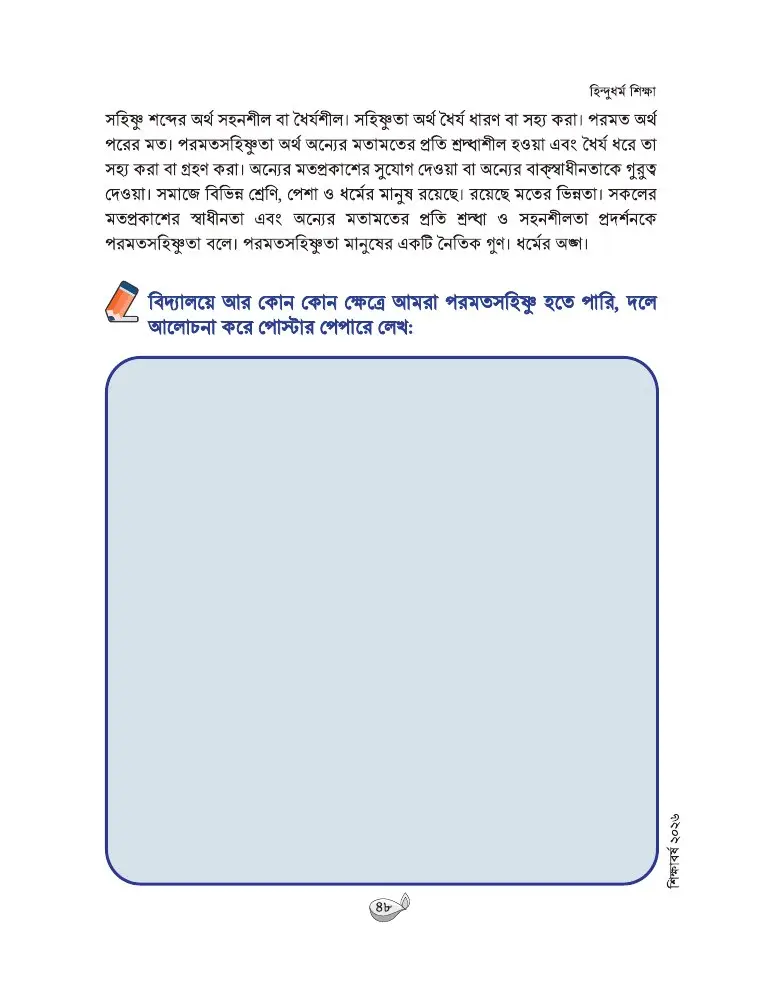 হিন্দুধর্ম শিক্ষা
সহিষ্ণু শব্দের অর্থ সহনশীল বা ধৈর্যশীল। সহিষ্ণুতা অর্থ ধৈর্য ধারণ বা সহ্য করা। পরমত অর্থ
পরের মত। পরমতসহিষ্ণুতা অর্থ অন্যের মতামতের প্রতি শ্রদ্ধাশীল হওয়া এবং ধৈর্য ধরে তা
সহ্য করা বা গ্রহণ করা। অন্যের মতপ্রকাশের সুযোগ দেওয়া বা অন্যের বাক্‌স্বাধীনতাকে গুরুত্ব
দেওয়া। সমাজে বিভিন্ন শ্রেণি, পেশা ও ধর্মের মানুষ রয়েছে। রয়েছে মতের ভিন্নতা। সকলের
মতপ্রকাশের স্বাধীনতা এবং অন্যের মতামতের প্রতি শ্রদ্ধা ও সহনশীলতা প্রদর্শনকে
পরমতসহিষ্ণুতা বলে। পরমতসহিষ্ণুতা মানুষের একটি নৈতিক গুণ। ধর্মের অঙ্গ।
বিদ্যালয়ে আর কোন কোন ক্ষেত্রে আমরা পরমতসহিষ্ণু হতে পারি, দলে
আলোচনা করে পোস্টার পেপারে লেখ:
শিক্ষাবর্ষ ২০২৬
৪৮